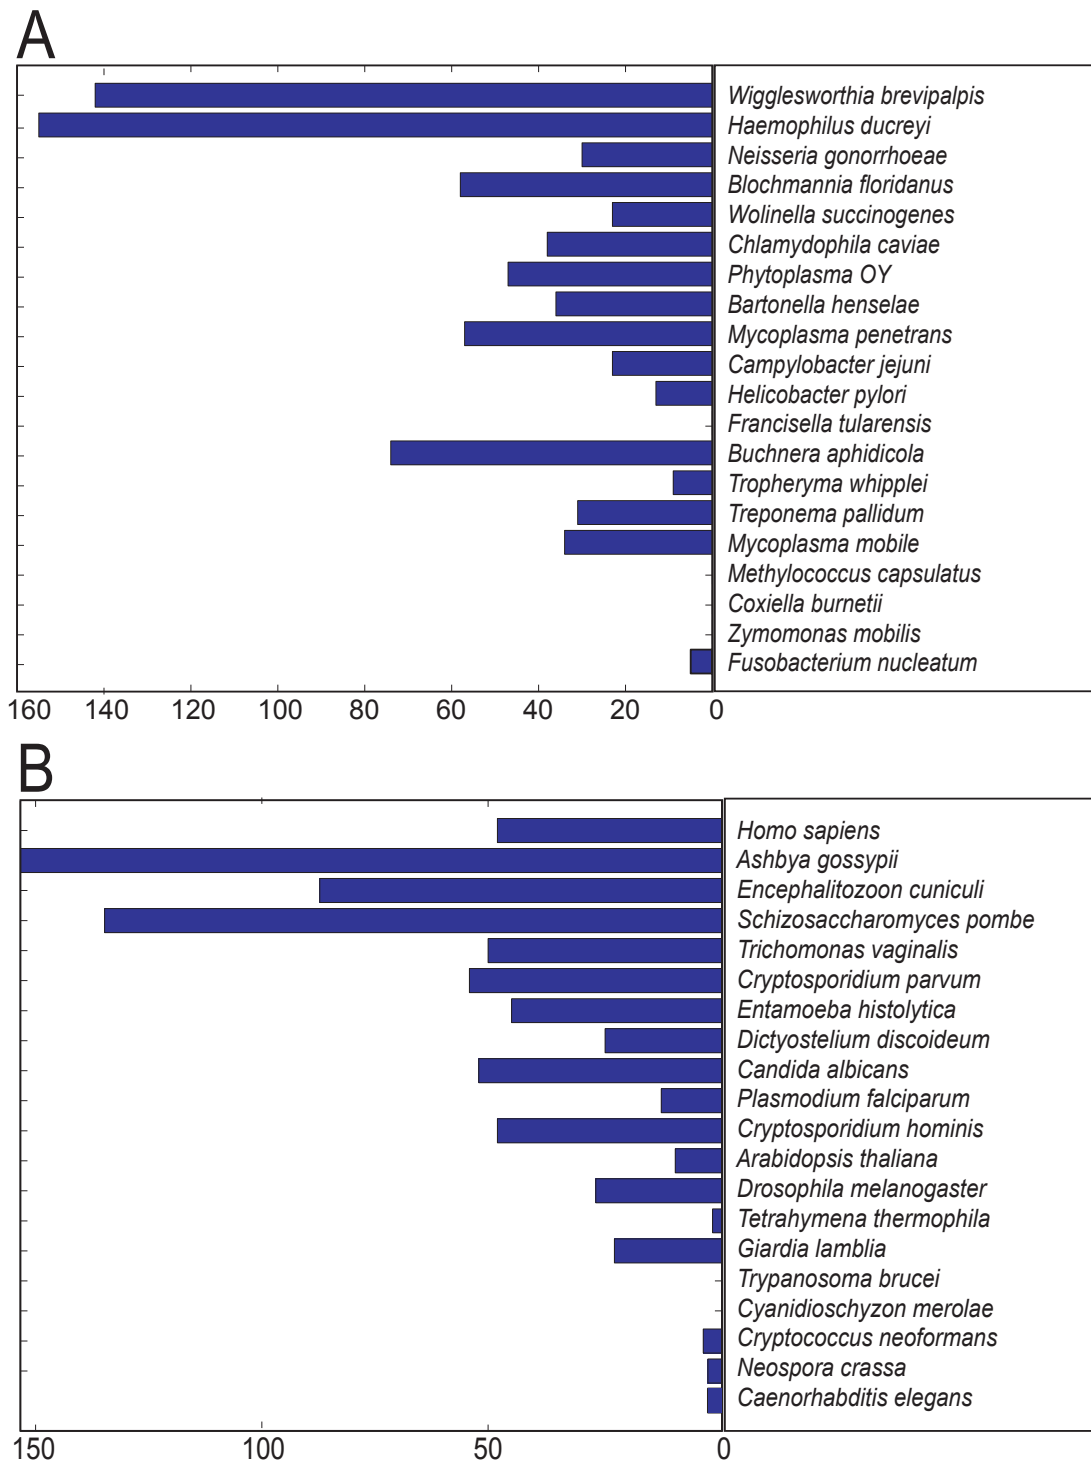 A
Wigglesworthia brevipalpis
Haemophilus ducreyi
Neisseria gonorrhoeae
Blochmannia floridanus
Wolinella succinogenes
Chlamydophila caviae
Phytoplasma OY
Bartonella henselae
Mycoplasma penetrans
Campylobacter jejuni
Helicobacter pylori
Francisella tularensis
Buchnera aphidicola
Tropheryma whipplei
Treponema pallidum
Mycoplasma mobile
Methylococcus capsulatus
Coxiella burnetii
Zymomonas mobilis
Fusobacterium nucleatum
160 140 120 100 80 60 40 20 0
B
Homo sapiens
Ashbya gossypii
Encephalitozoon cuniculi
Schizosaccharomyces pombe
Trichomonas vaginalis
Cryptosporidium parvum
Entamoeba histolytica
Dictyostelium discoideum
Candida albicans
Plasmodium falciparum
Cryptosporidium hominis
Arabidopsis thaliana
Drosophila melanogaster
Tetrahymena thermophila
Giardia lamblia
Trypanosoma brucei
Cyanidioschyzon merolae
Cryptococcus neoformans
Neospora crassa
Caenorhabditis elegans
150 100 50 0